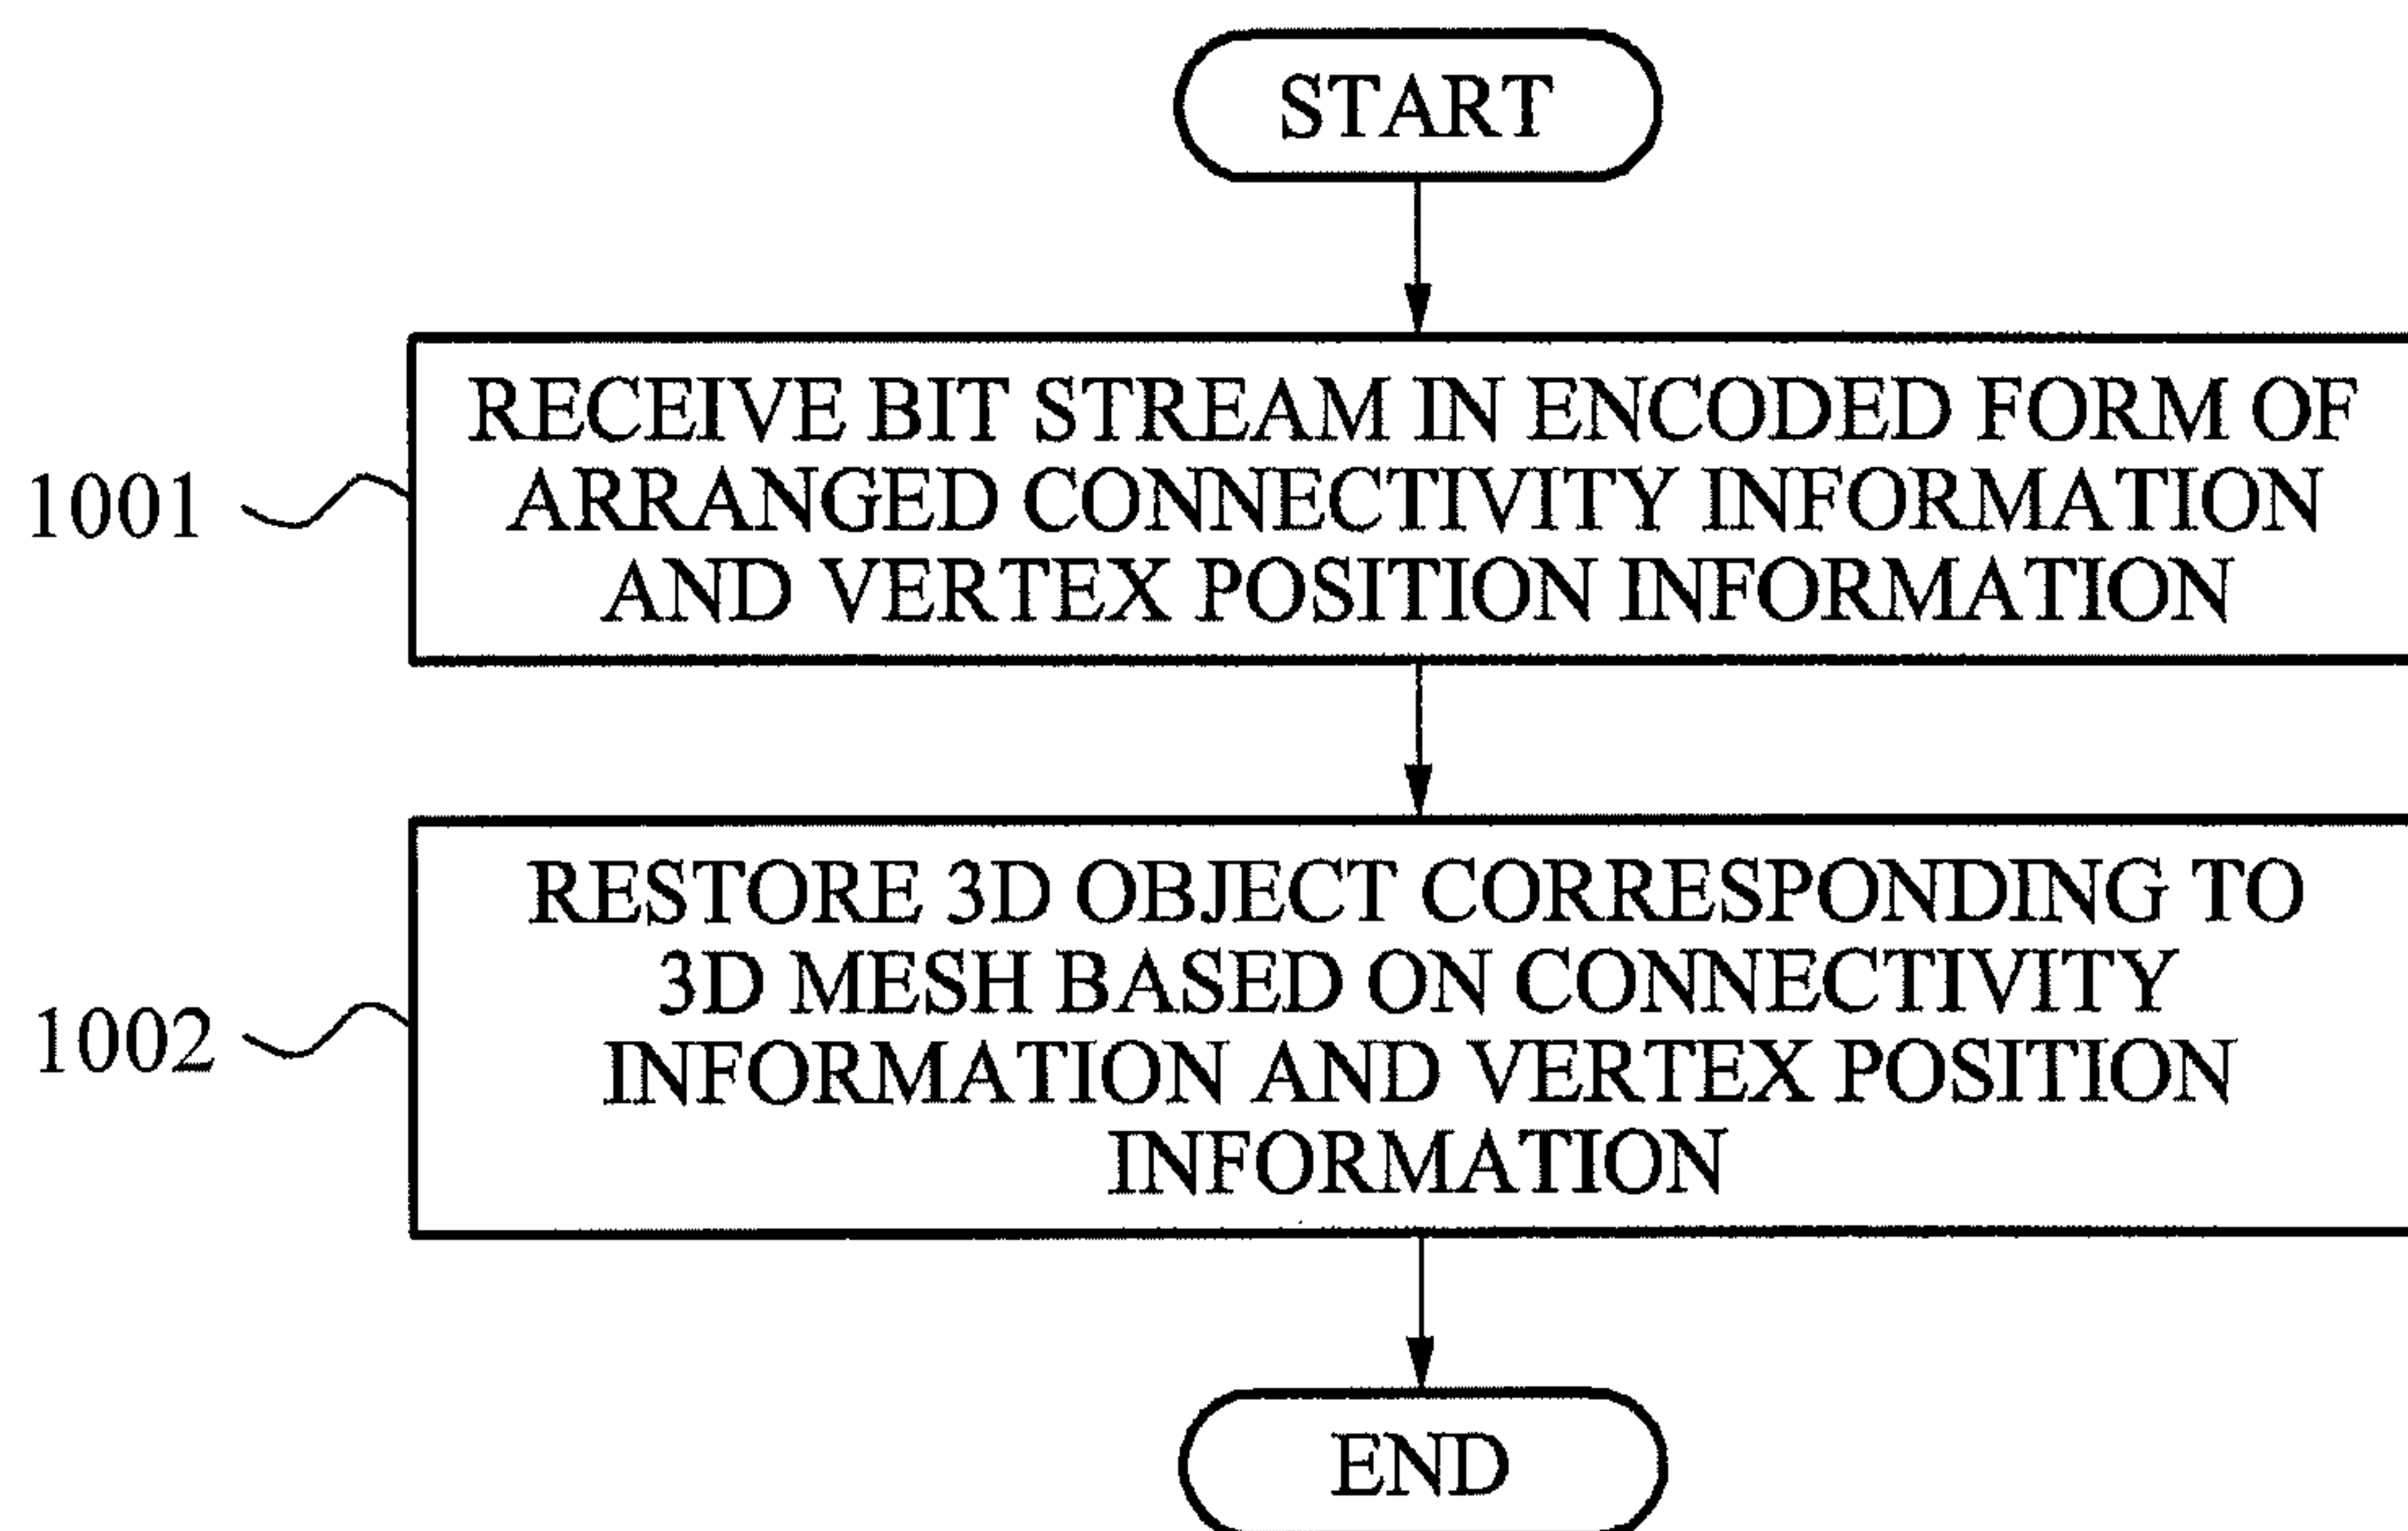 START
RECEIVE BIT STREAM IN ENCODED FORM OF
ARRANGED CONNECTIVITY INFORMATION
AND VERTEX POSITION INFORMATION
1001
RESTORE 3D OBJECT CORRESPONDING TO
3D MESH BASED ON CONNECTIVITY
INFORMATION AND VERTEX POSITION
INFORMATION
1002
END